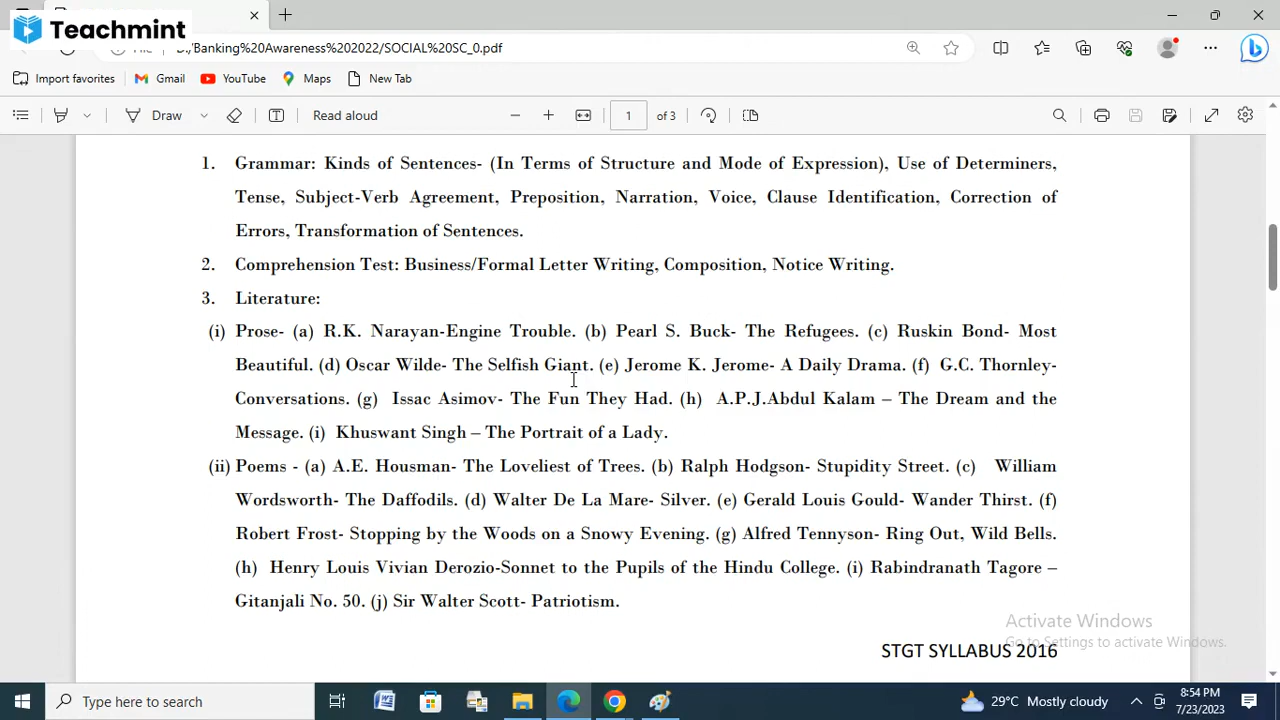 Teachmint
D:/Banking%20Awareness%202022/SOCIAL%20SC_0.pdf
Import favorites Gmail YouTube Maps New Tab
Draw Read aloud 1 of 3
1. Grammar: Kinds of Sentences- (In Terms of Structure and Mode of Expression), Use of Determiners,
Tense, Subject-Verb Agreement, Preposition, Narration, Voice, Clause Identification, Correction of
Errors, Transformation of Sentences.
2. Comprehension Test: Business/Formal Letter Writing, Composition, Notice Writing.
3. Literature:
(i) Prose- (a) R.K. Narayan-Engine Trouble. (b) Pearl S. Buck- The Refugees. (c) Ruskin Bond- Most
Beautiful. (d) Oscar Wilde- The Selfish Giant. (e) Jerome K. Jerome- A Daily Drama. (f) G.C. Thornley-
Conversations. (g) Issac Asimov- The Fun They Had. (h) A.P.J.Abdul Kalam – The Dream and the
Message. (i) Khuswant Singh – The Portrait of a Lady.
(ii) Poems - (a) A.E. Housman- The Loveliest of Trees. (b) Ralph Hodgson- Stupidity Street. (c) William
Wordsworth- The Daffodils. (d) Walter De La Mare- Silver. (e) Gerald Louis Gould- Wander Thirst. (f)
Robert Frost- Stopping by the Woods on a Snowy Evening. (g) Alfred Tennyson- Ring Out, Wild Bells.
(h) Henry Louis Vivian Derozio-Sonnet to the Pupils of the Hindu College. (i) Rabindranath Tagore –
Gitanjali No. 50. (j) Sir Walter Scott- Patriotism.
Activate Windows
Go to Settings to activate Windows.
STGT SYLLABUS 2016
Type here to search
29°C Mostly cloudy
8:54 PM
7/23/2023